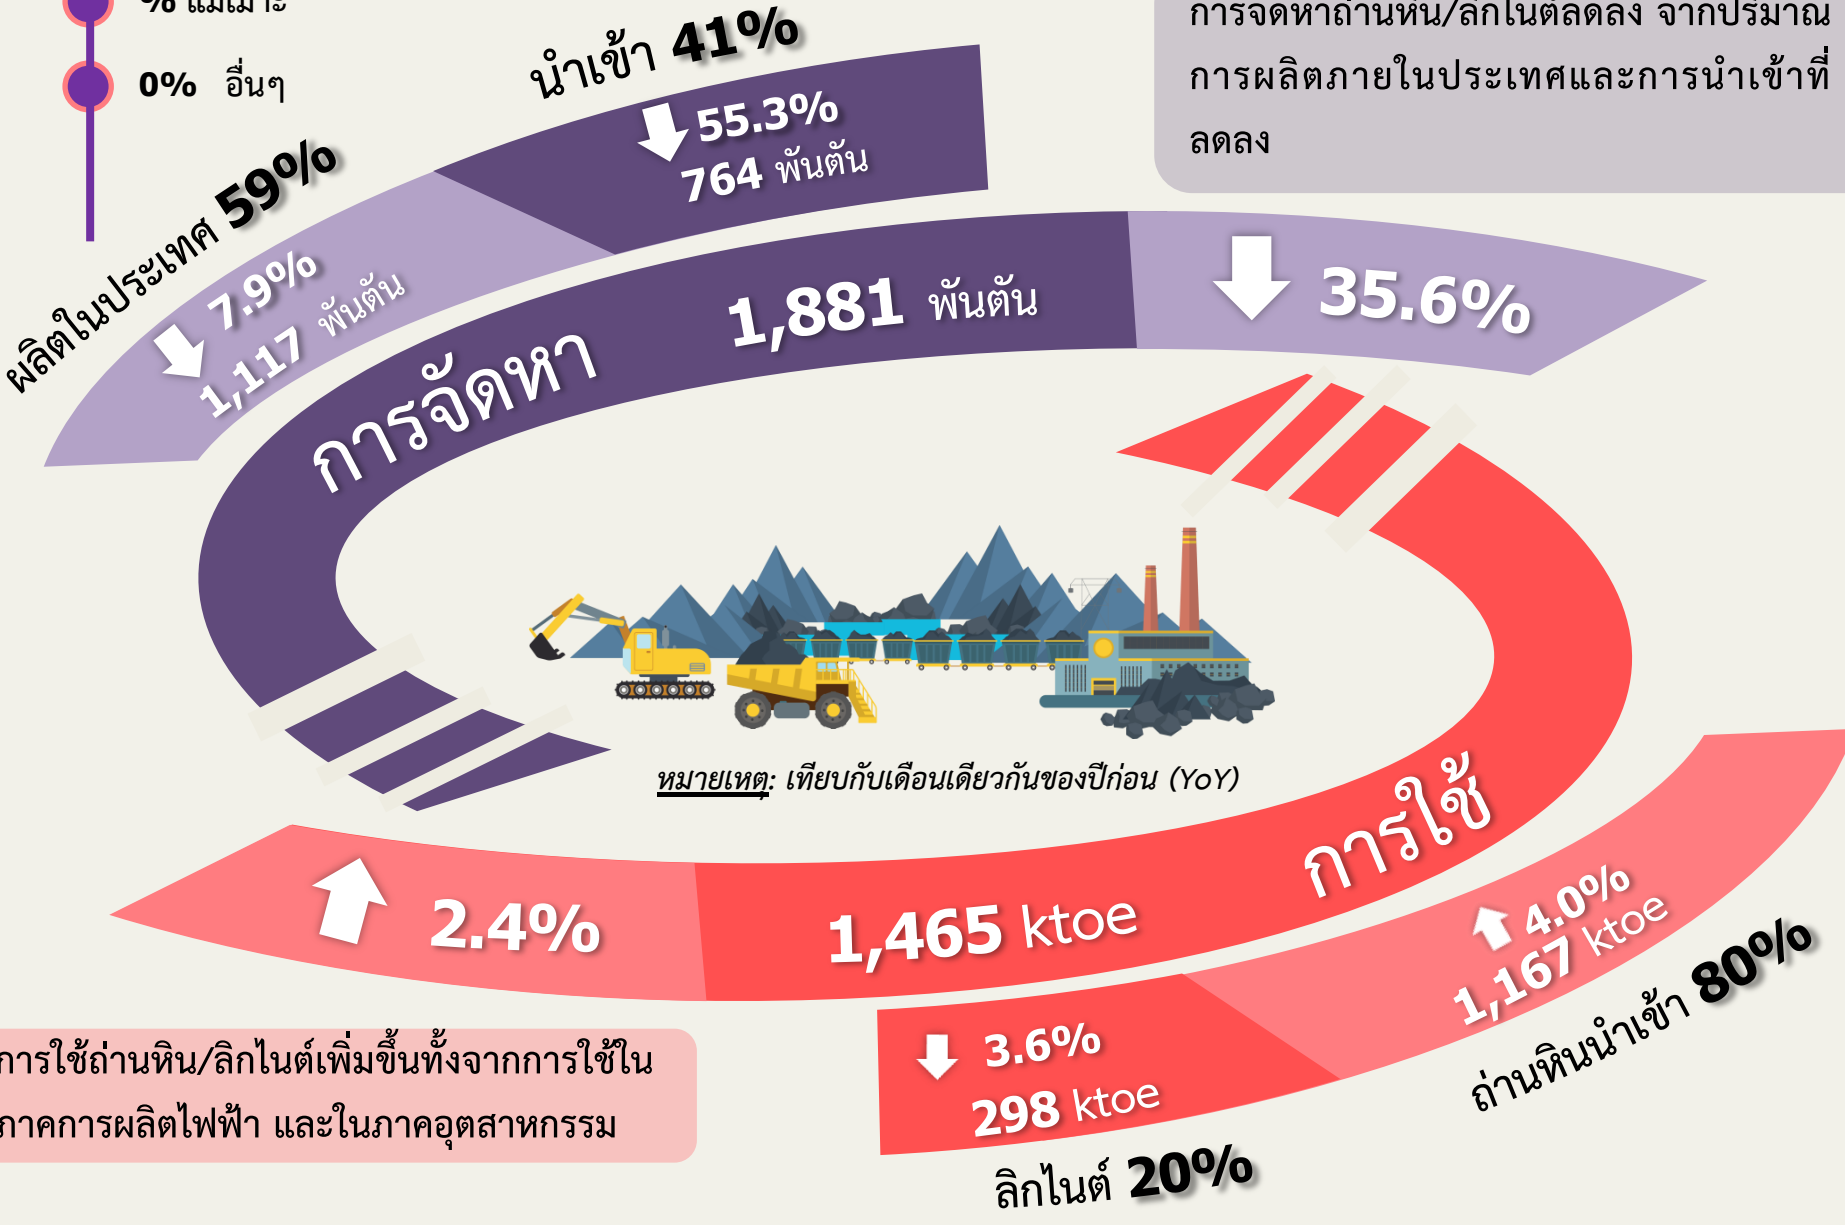 % แม่เมาะ
0% อื่นๆ
การจัดหาถ่านหิน/ลิกไนต์ลดลง จากปริมาณ
การผลิตภายในประเทศและการนำเข้าที่
ลดลง
นำเข้า 41%
55.3%
764 พันตัน
ผลิตในประเทศ 59%
7.9%
1,117 พันตัน
การจัดหา
1,881 พันตัน
35.6%
หมายเหตุ: เทียบกับเดือนเดียวกันของปีก่อน (YoY)
การใช้
1,465 ktoe
2.4%
4.0%
1,167 ktoe
ถ่านหินนำเข้า 80%
3.6%
298 ktoe
ลิกไนต์ 20%
การใช้ถ่านหิน/ลิกไนต์เพิ่มขึ้นทั้งจากการใช้ใน
ภาคการผลิตไฟฟ้า และในภาคอุตสาหกรรม